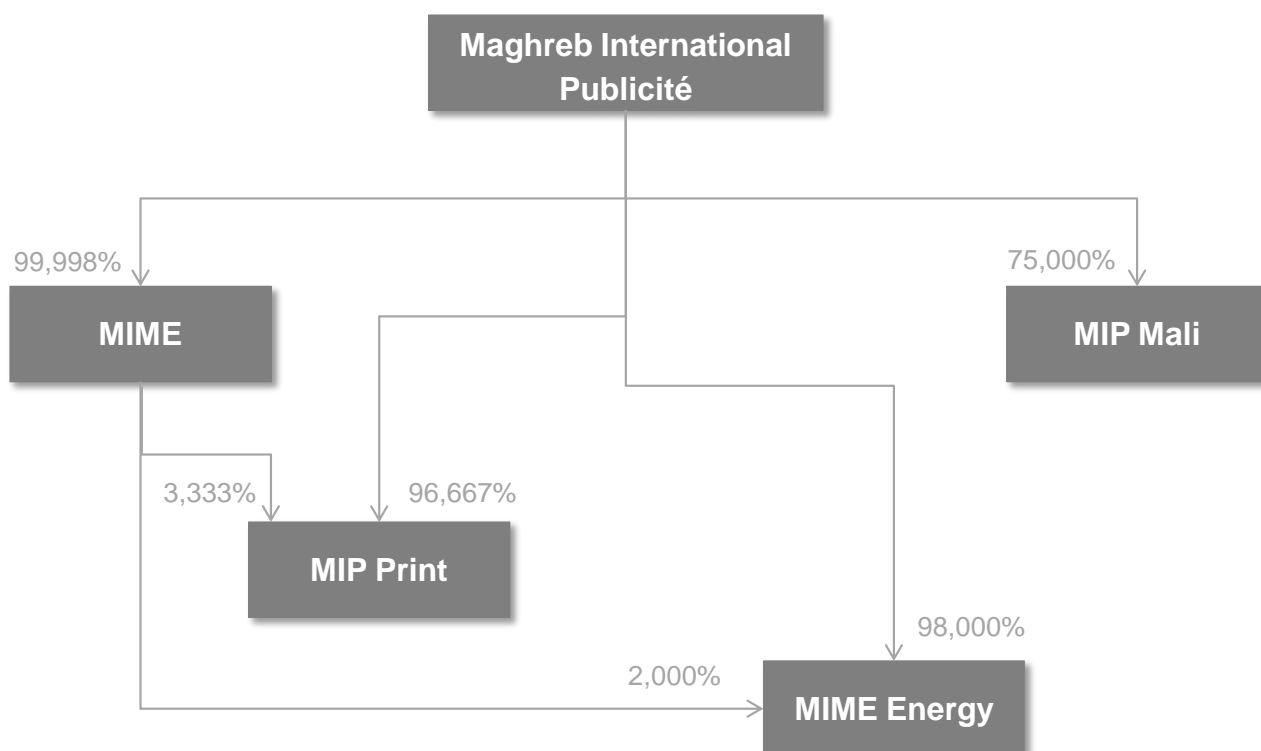 Maghreb International
Publicité
99,998%
75,000%
MIME
MIP Mali
3,333%
96,667%
MIP Print
98,000%
2,000%
MIME Energy